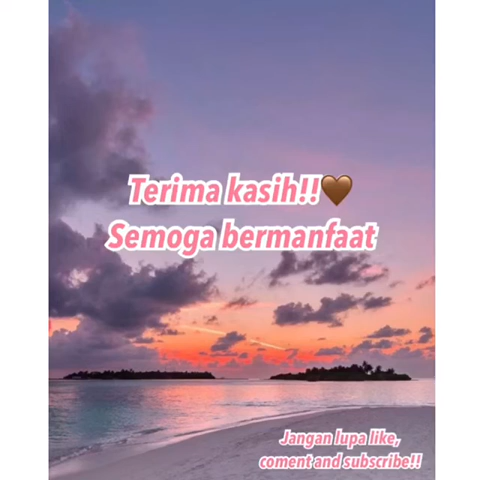 Terima kasih!!🤎
Semoga bermanfaat
Jangan lupa like,
coment and subscribe!!